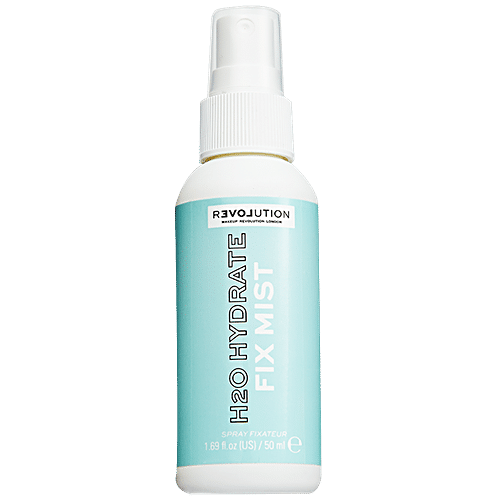 REVOLUTION
MAKEUP REVOLUTION LONDON
H2O HYDRATE
FIX MIST
SPRAY FIXATEUR
1.69 fl.oz (US) / 50 ml ℮